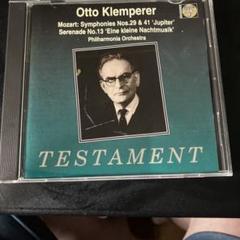 Otto Klemperer
Mozart: Symphonies Nos.29 & 41 'Jupiter'
Serenade No.13 'Eine kleine Nachtmusik'
Philharmonia Orchestra
TESTAMENT